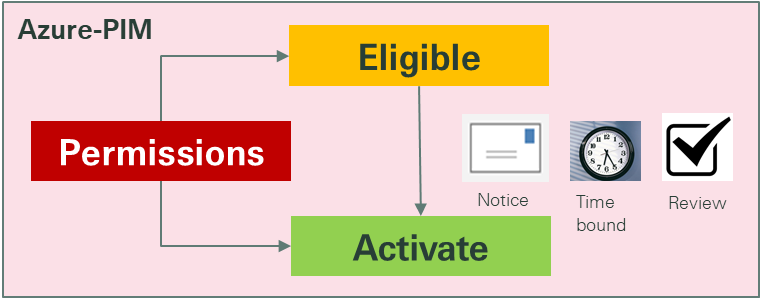 Azure-PIM
Eligible
Permissions
Notice
Time
bound
Review
Activate